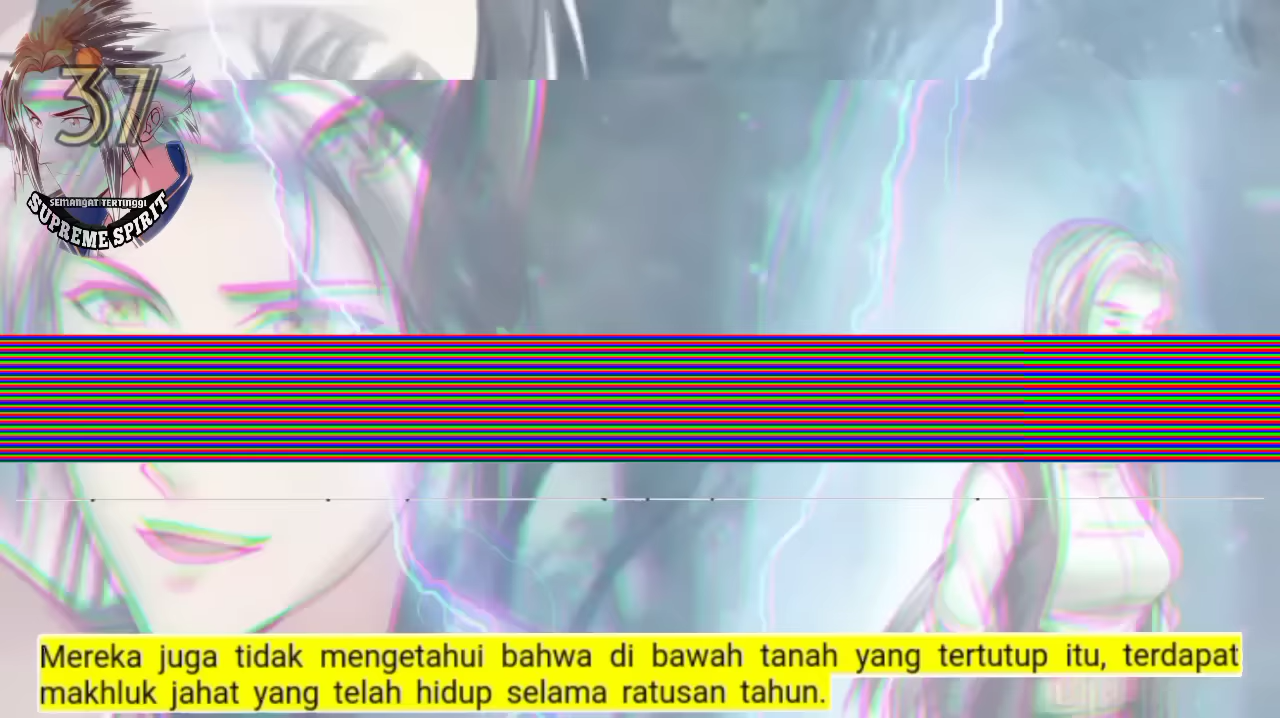 37
SEMANGAT TERTINGGI
SUPREME SPIRIT
Mereka juga tidak mengetahui bahwa di bawah tanah yang tertutup itu, terdapat
makhluk jahat yang telah hidup selama ratusan tahun.